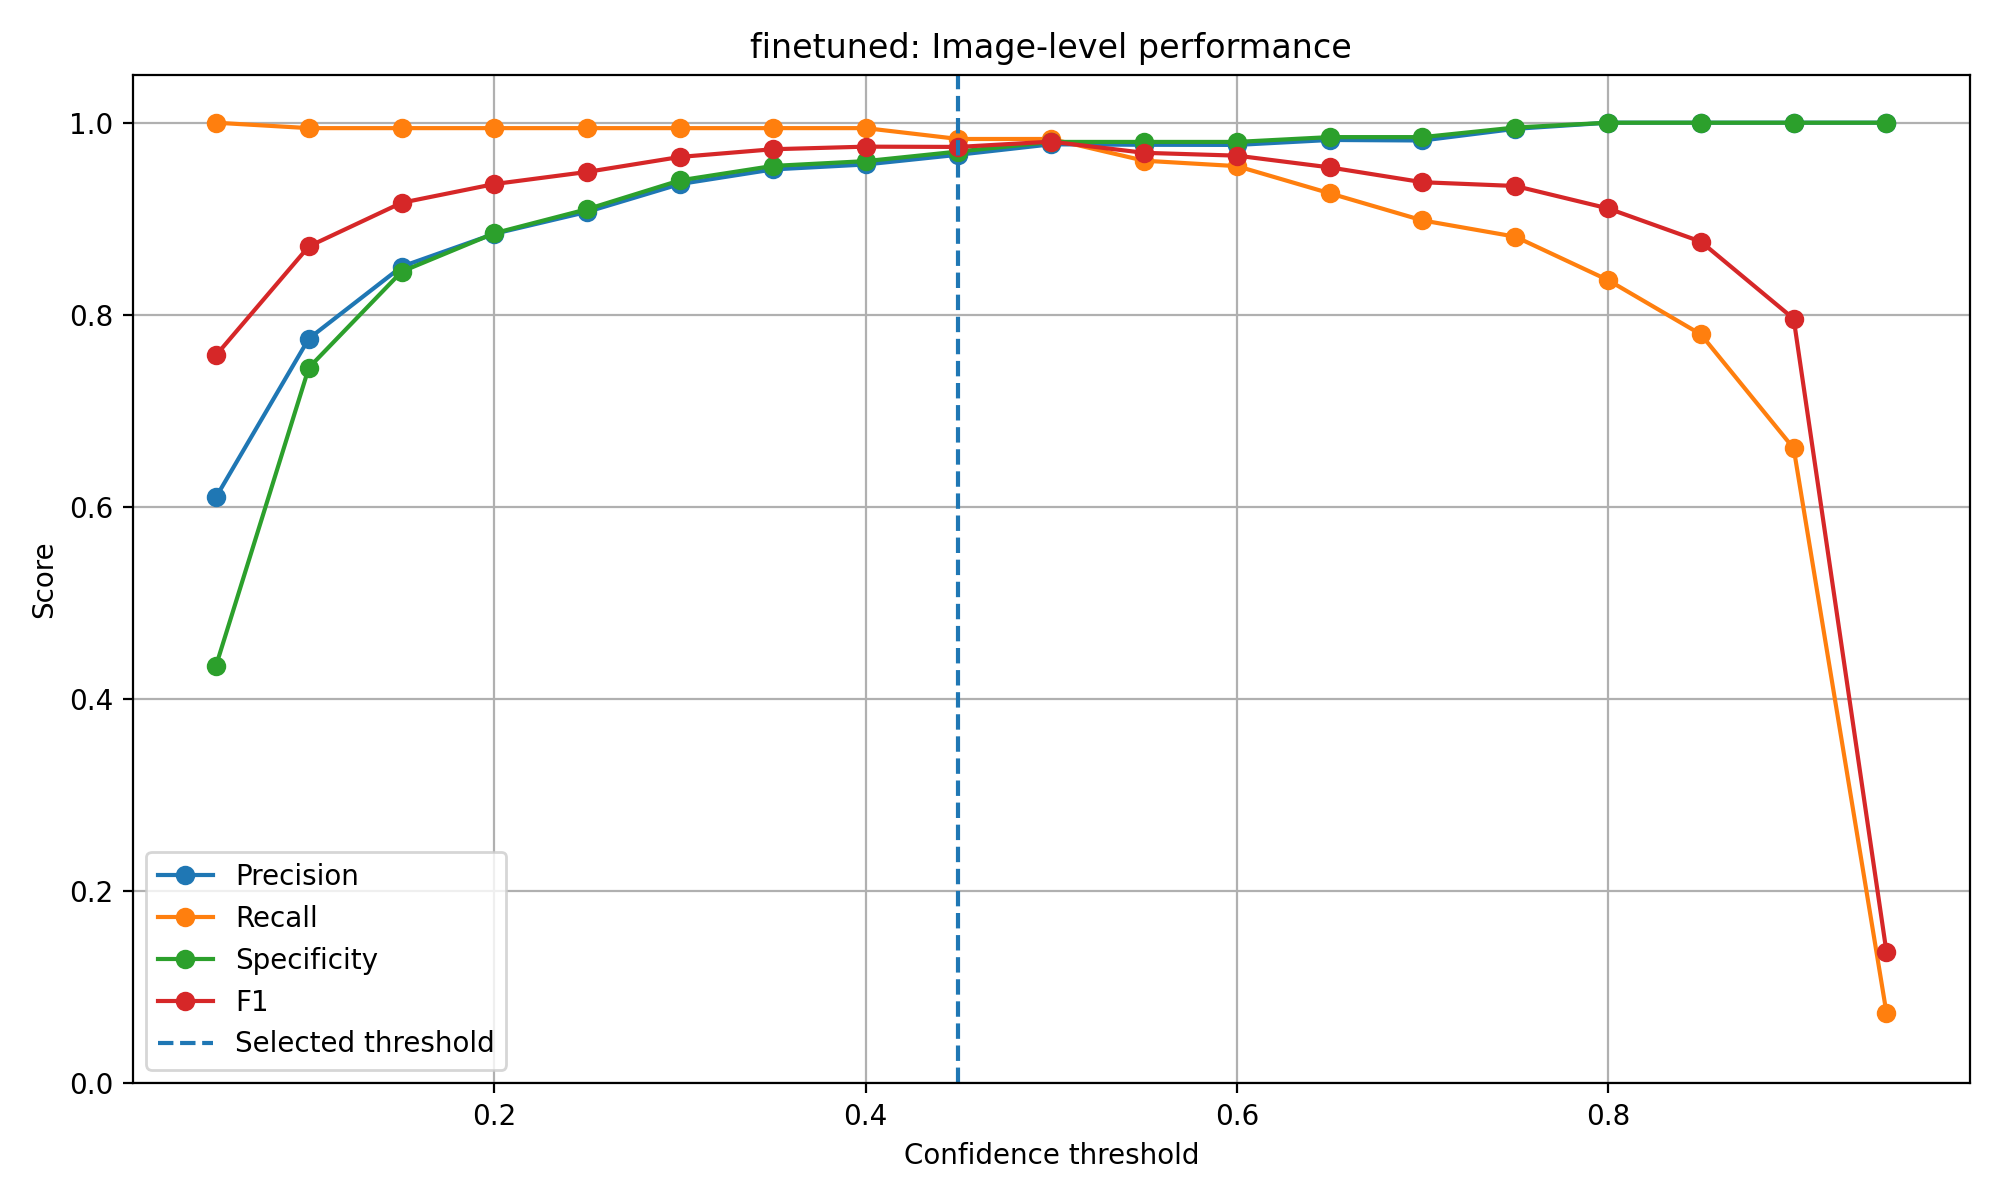 finetuned: Image-level performance
1.0
0.8
0.6
0.4
0.2
0.0
Score
Precision
Recall
Specificity
F1
Selected threshold
0.2 0.4 0.6 0.8
Confidence threshold